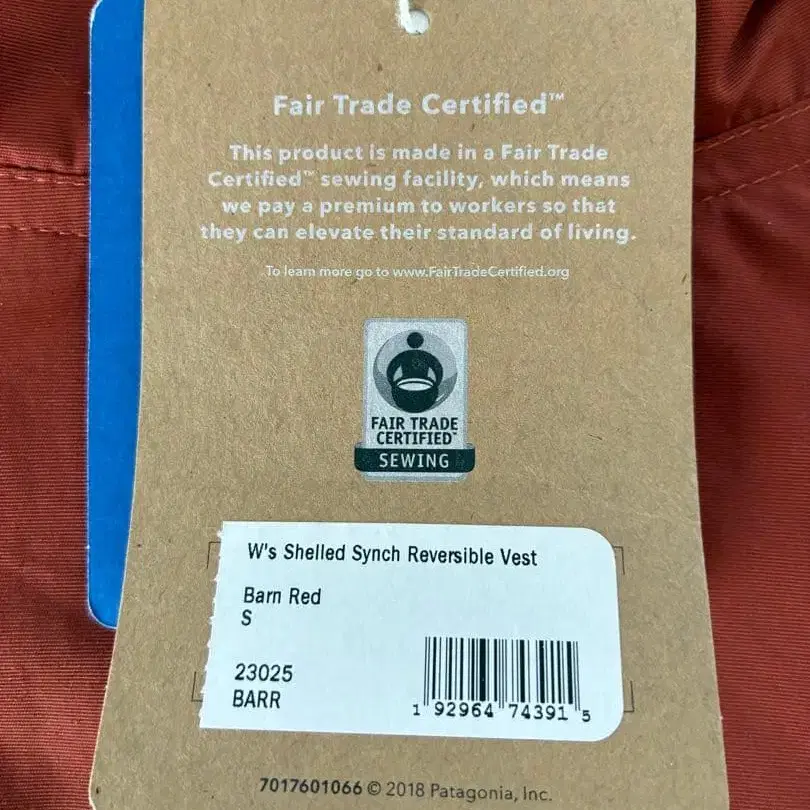 Fair Trade Certified™
This product is made in a Fair Trade
Certified™ sewing facility, which means
we pay a premium to workers so that
they can elevate their standard of living.
To learn more go to www.FairTradeCertified.org
FAIR TRADE
CERTIFIED™
SEWING
W's Shelled Synch Reversible Vest
Barn Red
S
23025
BARR
1 92964 74391 5
7017601066 © 2018 Patagonia, Inc.